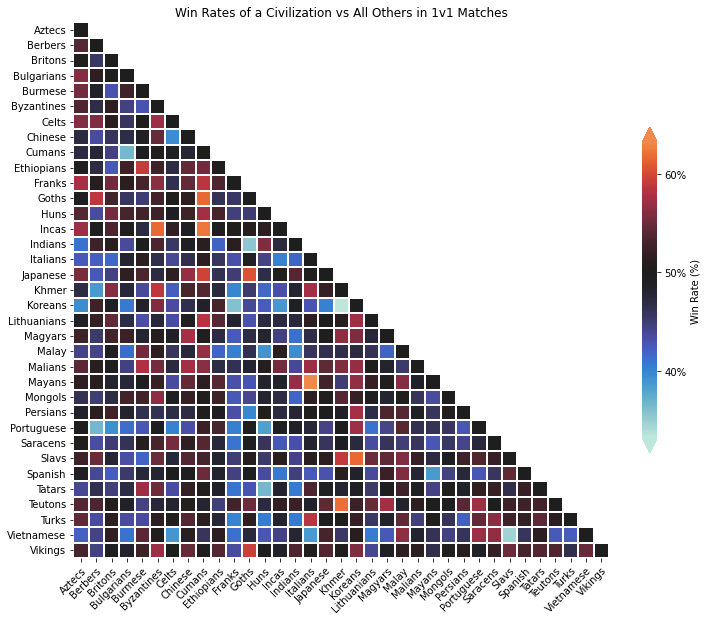 Win Rates of a Civilization vs All Others in 1v1 Matches
Aztecs
Berbers
Britons
Bulgarians
Burmese
Byzantines
Celts
Chinese
Cumans
Ethiopians
Franks
Goths
Huns
Incas
Indians
Italians
Japanese
Khmer
Koreans
Lithuanians
Magyars
Malay
Malians
Mayans
Mongols
Persians
Portuguese
Saracens
Slavs
Spanish
Tatars
Teutons
Turks
Vietnamese
Vikings
Aztecs
Berbers
Britons
Bulgarians
Burmese
Byzantines
Celts
Chinese
Cumans
Ethiopians
Franks
Goths
Huns
Incas
Indians
Italians
Japanese
Khmer
Koreans
Lithuanians
Magyars
Malay
Malians
Mayans
Mongols
Persians
Portuguese
Saracens
Slavs
Spanish
Tatars
Teutons
Turks
Vietnamese
Vikings
60%
50%
40%
Win Rate (%)